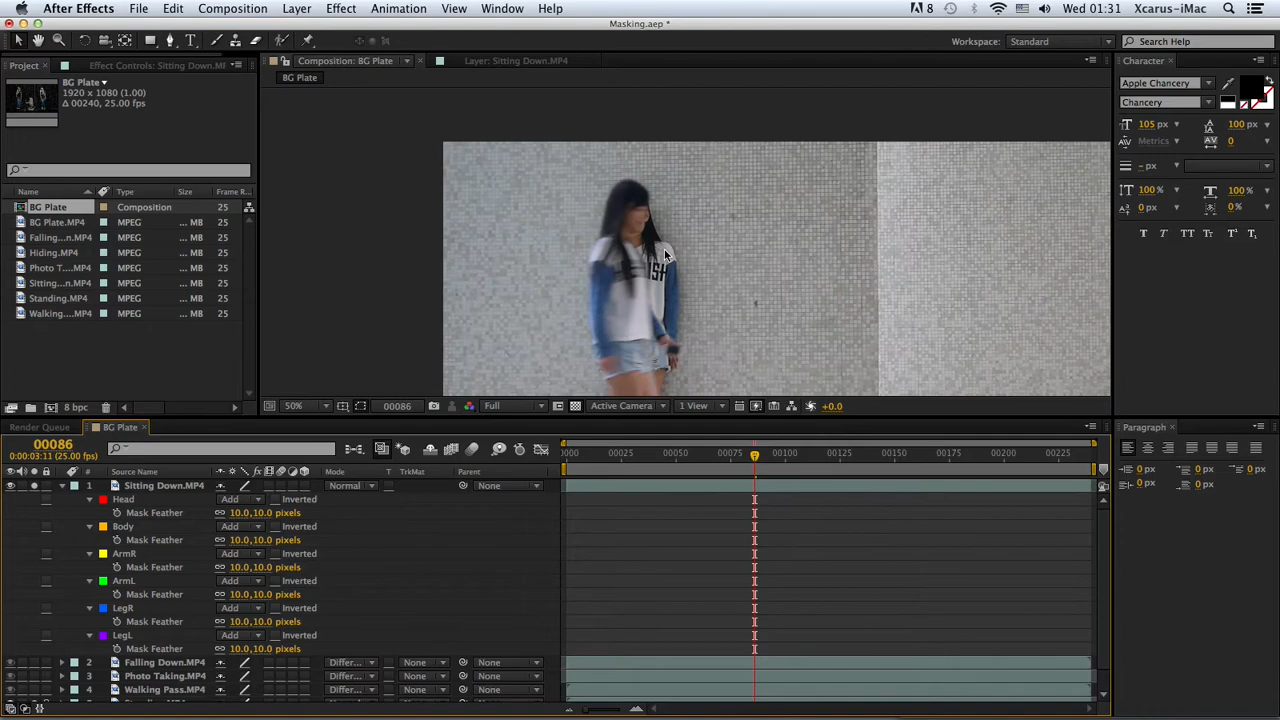 After Effects File Edit Composition Layer Effect Animation View Window Help 8 Wed 01:31 Xcarus-iMac
Masking.aep *
Workspace: Standard Search Help
Project Effect Controls: Sitting Down.M Composition: BG Plate Layer: Sitting Down.MP4 Character
BG Plate
1920 x 1080 (1.00)
Δ 00240, 25.00 fps
BG Plate
Apple Chancery
Chancery
105 px 100 %
Metrics 0
- px
100 % 100 %
0 px 0 %
T T TT Tr T¹ T₁
Name Type Size Frame R...
BG Plate Composition 25
BG Plate.MP4 MPEG ... MB 25
Falling...n.MP4 MPEG ... MB 25
Hiding.MP4 MPEG ... MB 25
Photo T....MP4 MPEG ... MB 25
Sitting...n.MP4 MPEG ... MB 25
Standing.MP4 MPEG ... MB 25
Walking....MP4 MPEG ... MB 25
8 bpc
50% 00086 Full Active Camera 1 View +0.0
Render Queue BG Plate
Paragraph
00086
0:00:03:11 (25.00 fps)
0000 00025 00050 00075 00100 00125 00150 00175 00200 00225
0 px 0 px 0 px
0 px 0 px
# Source Name Mode T TrkMat Parent
1 Sitting Down.MP4 Normal None
Head Add Inverted
Mask Feather 10.0,10.0 pixels
Body Add Inverted
Mask Feather 10.0,10.0 pixels
ArmR Add Inverted
Mask Feather 10.0,10.0 pixels
ArmL Add Inverted
Mask Feather 10.0,10.0 pixels
LegR Add Inverted
Mask Feather 10.0,10.0 pixels
LegL Add Inverted
Mask Feather 10.0,10.0 pixels
2 Falling Down.MP4 Differ... None None
3 Photo Taking.MP4 Differ... None None
4 Walking Pass.MP4 Differ... None None